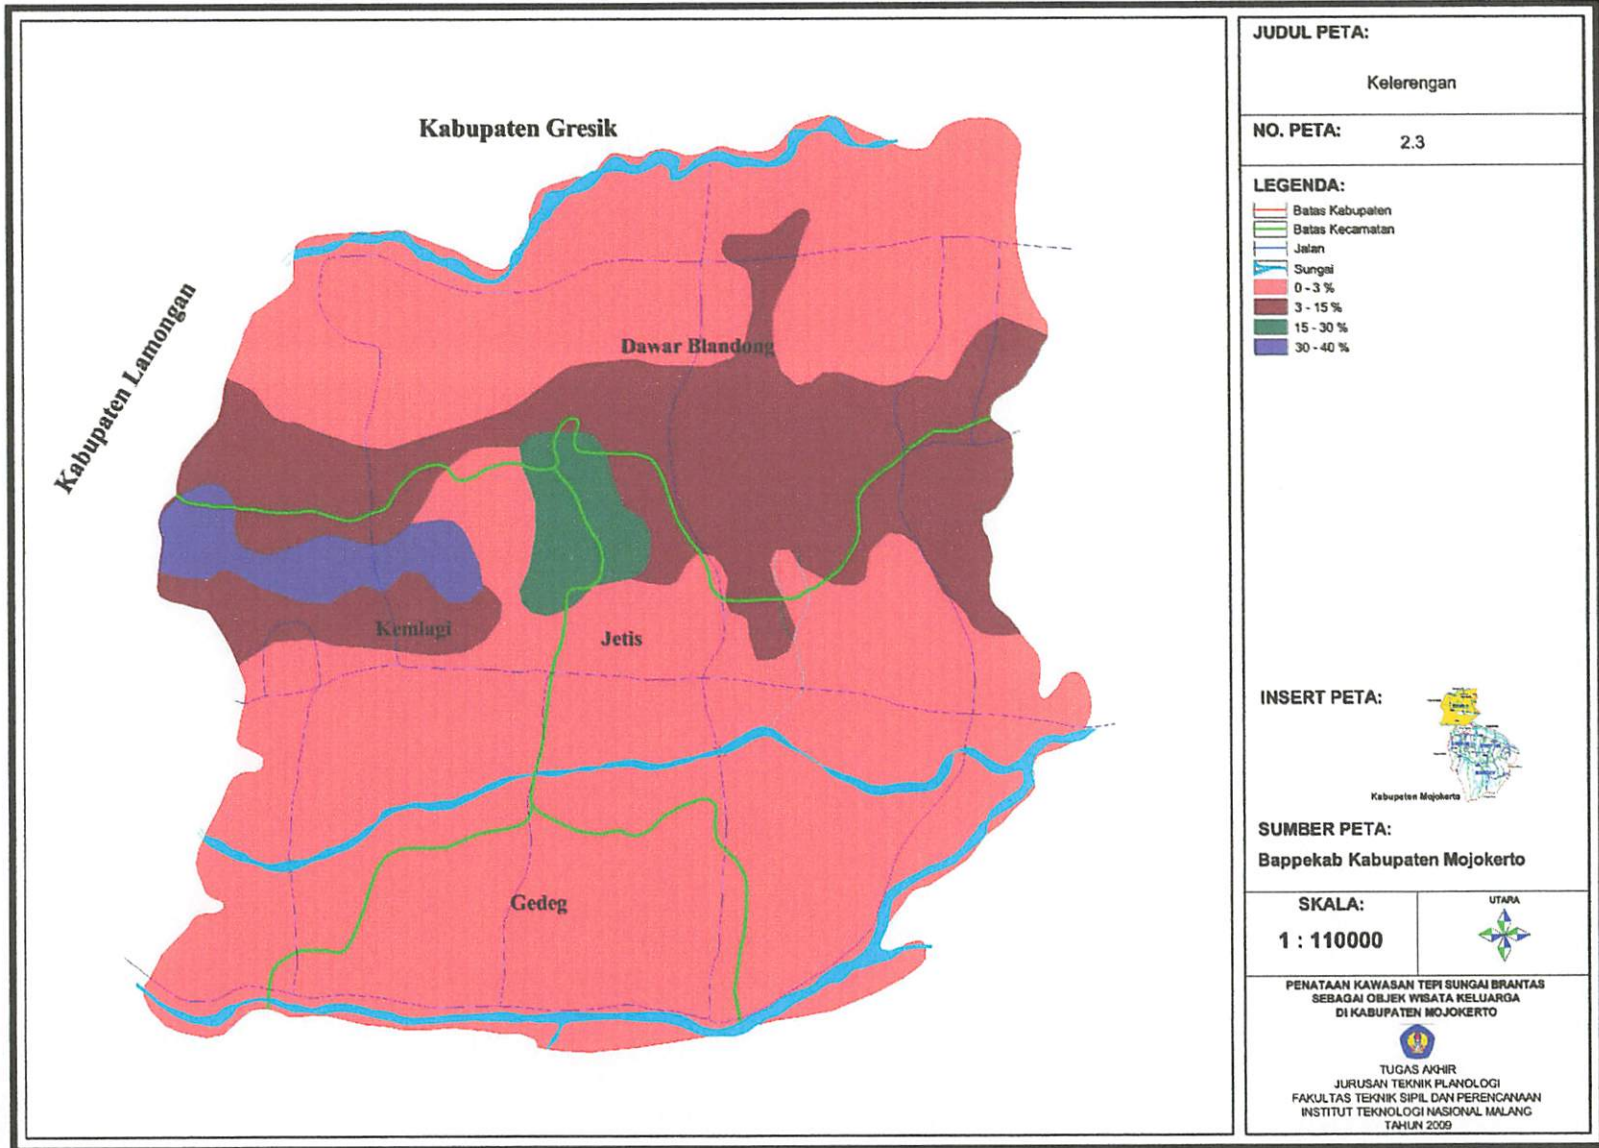 Kabupaten Gresik
Kabupaten Lamongan
Dawar Blandong
Kemlagi
Jetis
Gedeg
JUDUL PETA:
Kelerengan
NO. PETA:
2.3
LEGENDA:
Batas Kabupaten
Batas Kecamatan
Jalan
Sungai
0 - 3 %
3 - 15 %
15 - 30 %
30 - 40 %
INSERT PETA:
Kabupaten Mojokerto
SUMBER PETA:
Bappekab Kabupaten Mojokerto
SKALA:
1 : 110000
UTARA
PENATAAN KAWASAN TEPI SUNGAI BRANTAS
SEBAGAI OBJEK WISATA KELUARGA
DI KABUPATEN MOJOKERTO
TUGAS AKHIR
JURUSAN TEKNIK PLANOLOGI
FAKULTAS TEKNIK SIPIL DAN PERENCANAAN
INSTITUT TEKNOLOGI NASIONAL MALANG
TAHUN 2009